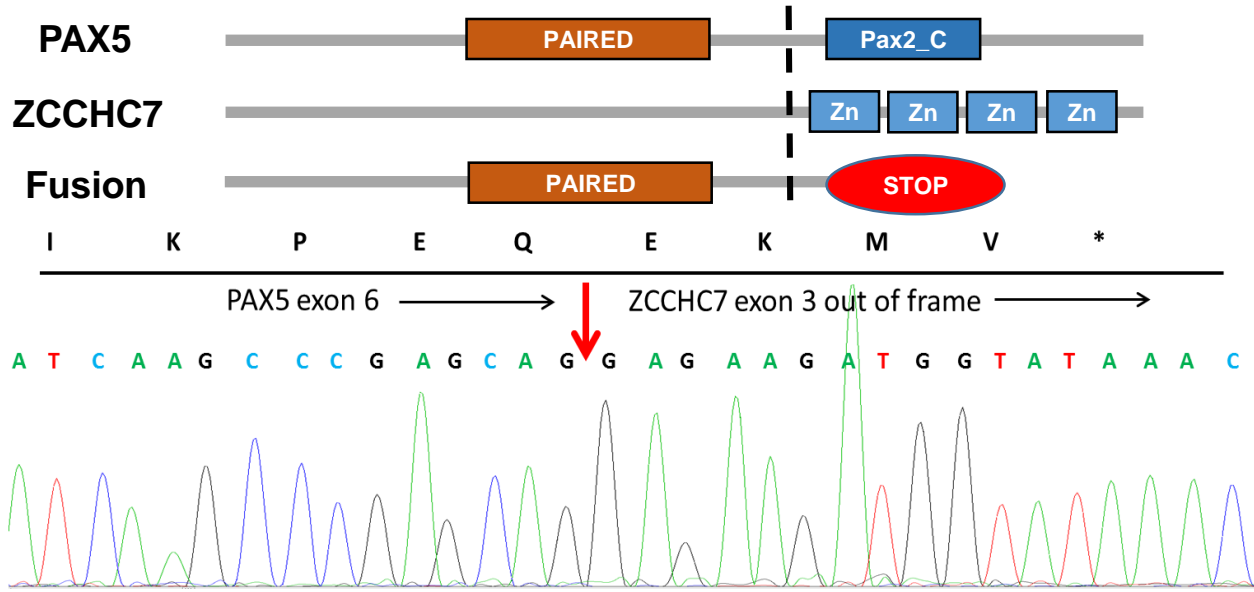 PAX5 PAIRED Pax2_C
ZCCHC7 Zn Zn Zn Zn
Fusion PAIRED STOP
I K P E Q E K M V *
PAX5 exon 6 ZCCHC7 exon 3 out of frame
A T C A A G C C C G A G C A G G A G A A G A T G G T A T A A A C